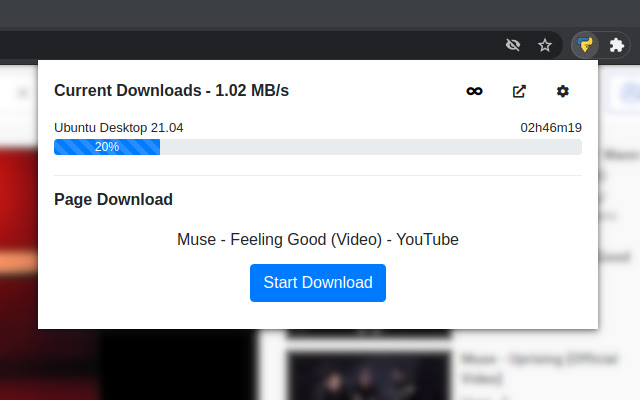 Current Downloads - 1.02 MB/s
Ubuntu Desktop 21.04 02h46m19
20%
Page Download
Muse - Feeling Good (Video) - YouTube
Start Download
Muse - Uprising [Official
Video]